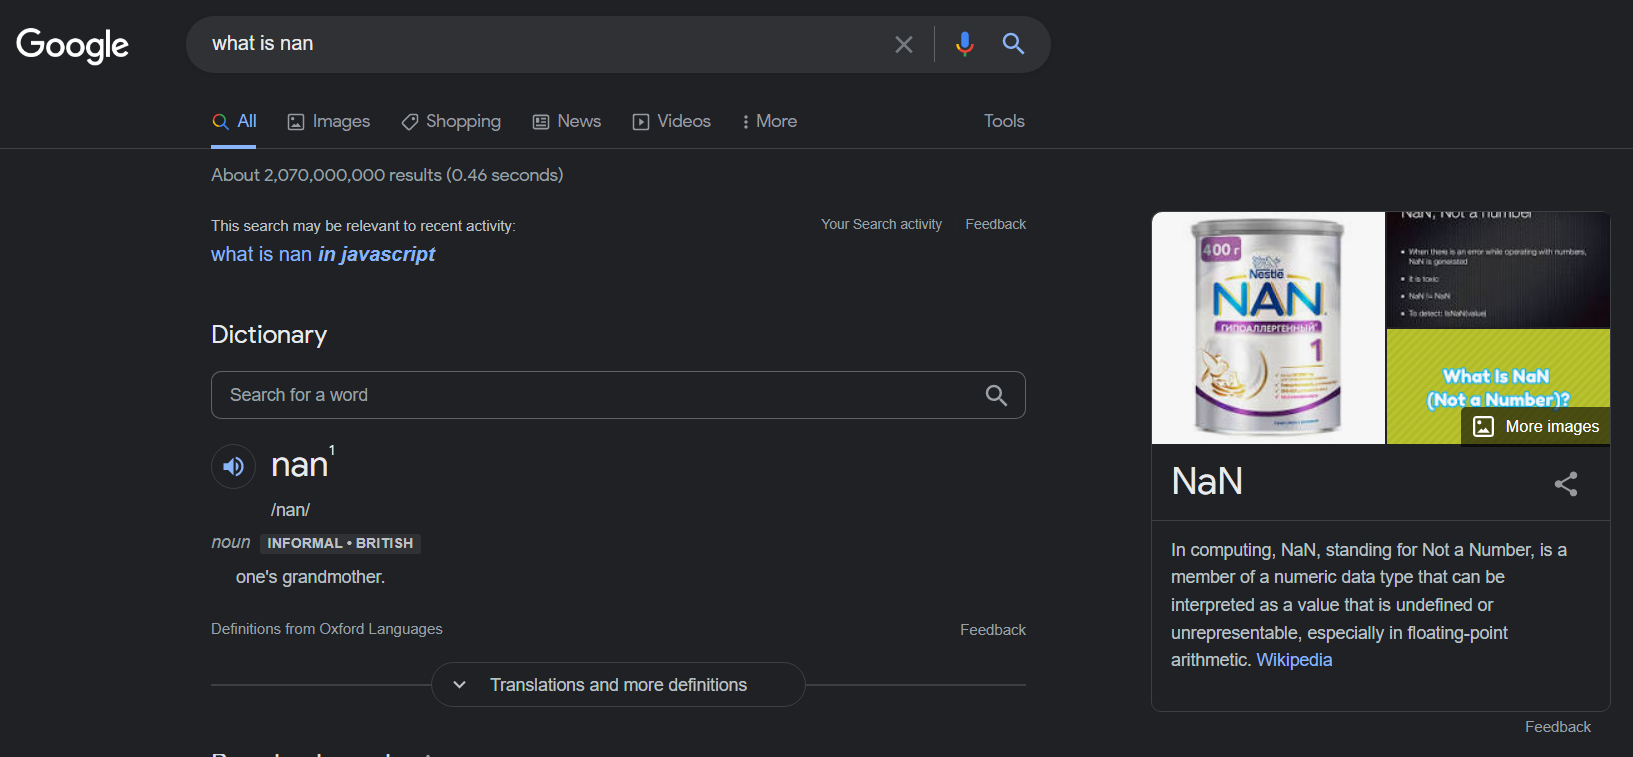 Google
what is nan
All
Images
Shopping
News
Videos
More
Tools
About 2,070,000,000 results (0.46 seconds)
This search may be relevant to recent activity:
Your Search activity
Feedback
what is nan in javascript
Dictionary
Search for a word
nan1
/nan/
noun INFORMAL • BRITISH
one's grandmother.
Definitions from Oxford Languages
Feedback
Translations and more definitions
400 г
Nestlé
NAN
ГИПОАЛЛЕРГЕННЫЙ
1
NaN, Not a number
• When there is an error while operating with numbers,
NaN is generated
• It is toxic
• NaN != NaN
• To detect: isNaN(value)
What Is NaN
(Not a Number)?
More images
NaN
In computing, NaN, standing for Not a Number, is a
member of a numeric data type that can be
interpreted as a value that is undefined or
unrepresentable, especially in floating-point
arithmetic. Wikipedia
Feedback